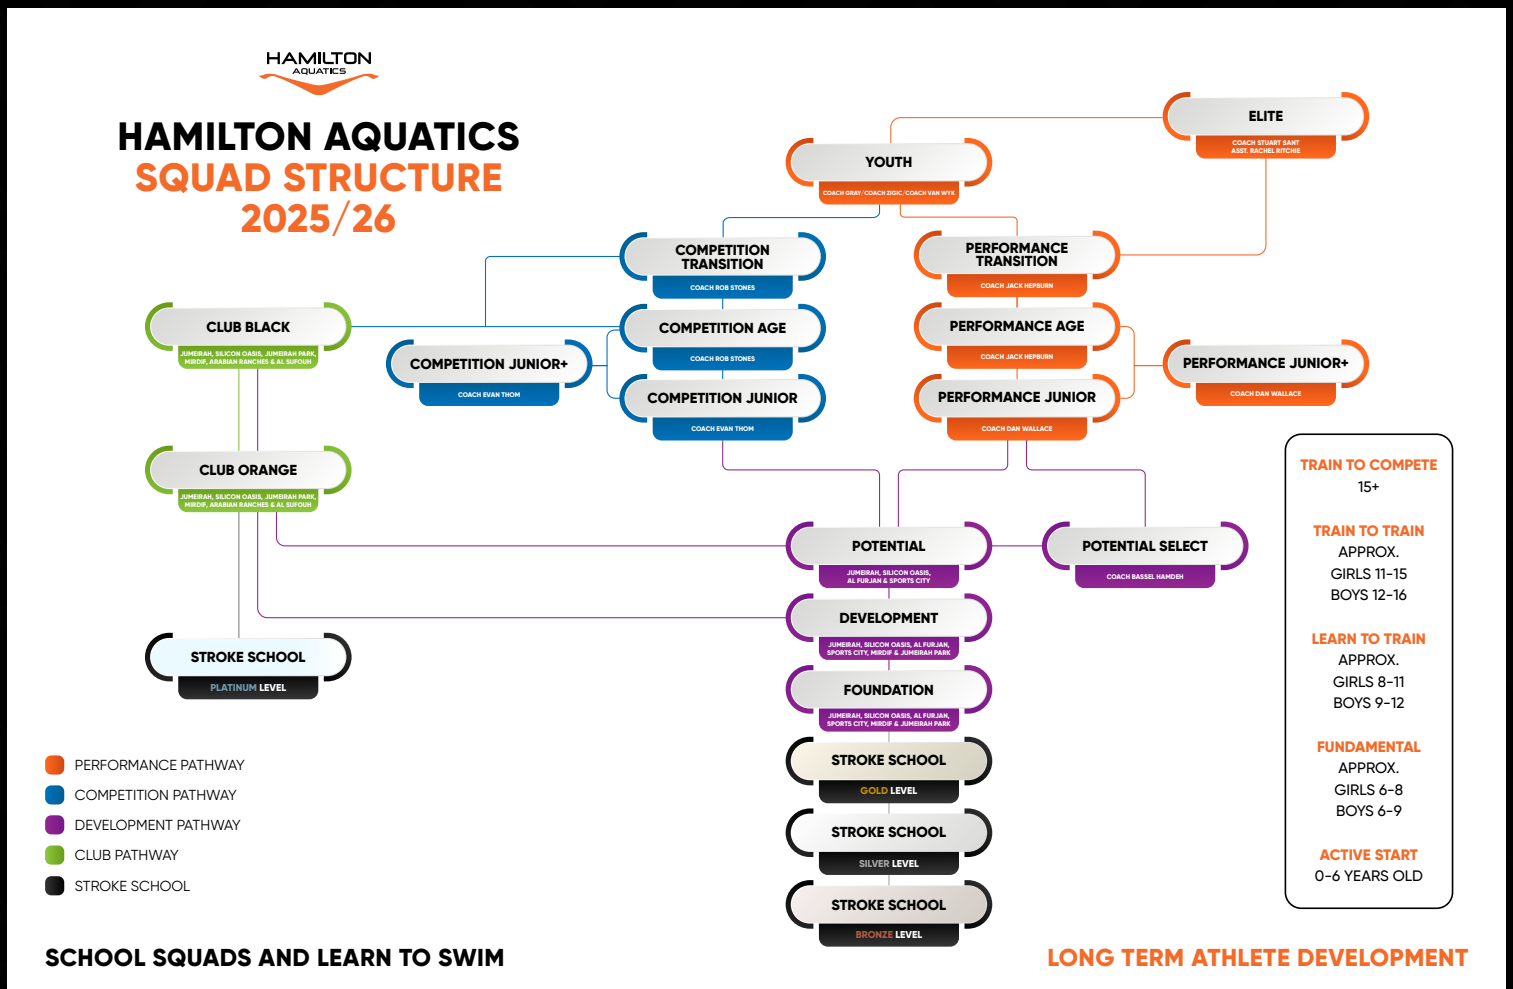 HAMILTON
AQUATICS
HAMILTON AQUATICS
SQUAD STRUCTURE
2025/26
ELITE
COACH STUART SANT
ASST. RACHEL RITCHIE
YOUTH
COACH GRAY/COACH ZIGIC/COACH VAN WYK
COMPETITION
TRANSITION
COACH ROB STONES
PERFORMANCE
TRANSITION
COACH JACK HEPBURN
CLUB BLACK
JUMEIRAH, SILICON OASIS, JUMEIRAH PARK,
MIRDIF, ARABIAN RANCHES & AL SUFOUH
COMPETITION AGE
COACH ROB STONES
PERFORMANCE AGE
COACH JACK HEPBURN
COMPETITION JUNIOR+
COACH EVAN THOM
PERFORMANCE JUNIOR+
COACH DAN WALLACE
COMPETITION JUNIOR
COACH EVAN THOM
PERFORMANCE JUNIOR
COACH DAN WALLACE
CLUB ORANGE
JUMEIRAH, SILICON OASIS, JUMEIRAH PARK,
MIRDIF, ARABIAN RANCHES & AL SUFOUH
POTENTIAL
JUMEIRAH, SILICON OASIS,
AL FURJAN & SPORTS CITY
POTENTIAL SELECT
COACH BASSEL HAMDEH
DEVELOPMENT
JUMEIRAH, SILICON OASIS, AL FURJAN,
SPORTS CITY, MIRDIF & JUMEIRAH PARK
STROKE SCHOOL
PLATINUM LEVEL
FOUNDATION
JUMEIRAH, SILICON OASIS, AL FURJAN,
SPORTS CITY, MIRDIF & JUMEIRAH PARK
STROKE SCHOOL
GOLD LEVEL
STROKE SCHOOL
SILVER LEVEL
STROKE SCHOOL
BRONZE LEVEL
TRAIN TO COMPETE
15+
TRAIN TO TRAIN
APPROX.
GIRLS 11-15
BOYS 12-16
LEARN TO TRAIN
APPROX.
GIRLS 8-11
BOYS 9-12
FUNDAMENTAL
APPROX.
GIRLS 6-8
BOYS 6-9
ACTIVE START
0-6 YEARS OLD
PERFORMANCE PATHWAY
COMPETITION PATHWAY
DEVELOPMENT PATHWAY
CLUB PATHWAY
STROKE SCHOOL
SCHOOL SQUADS AND LEARN TO SWIM
LONG TERM ATHLETE DEVELOPMENT